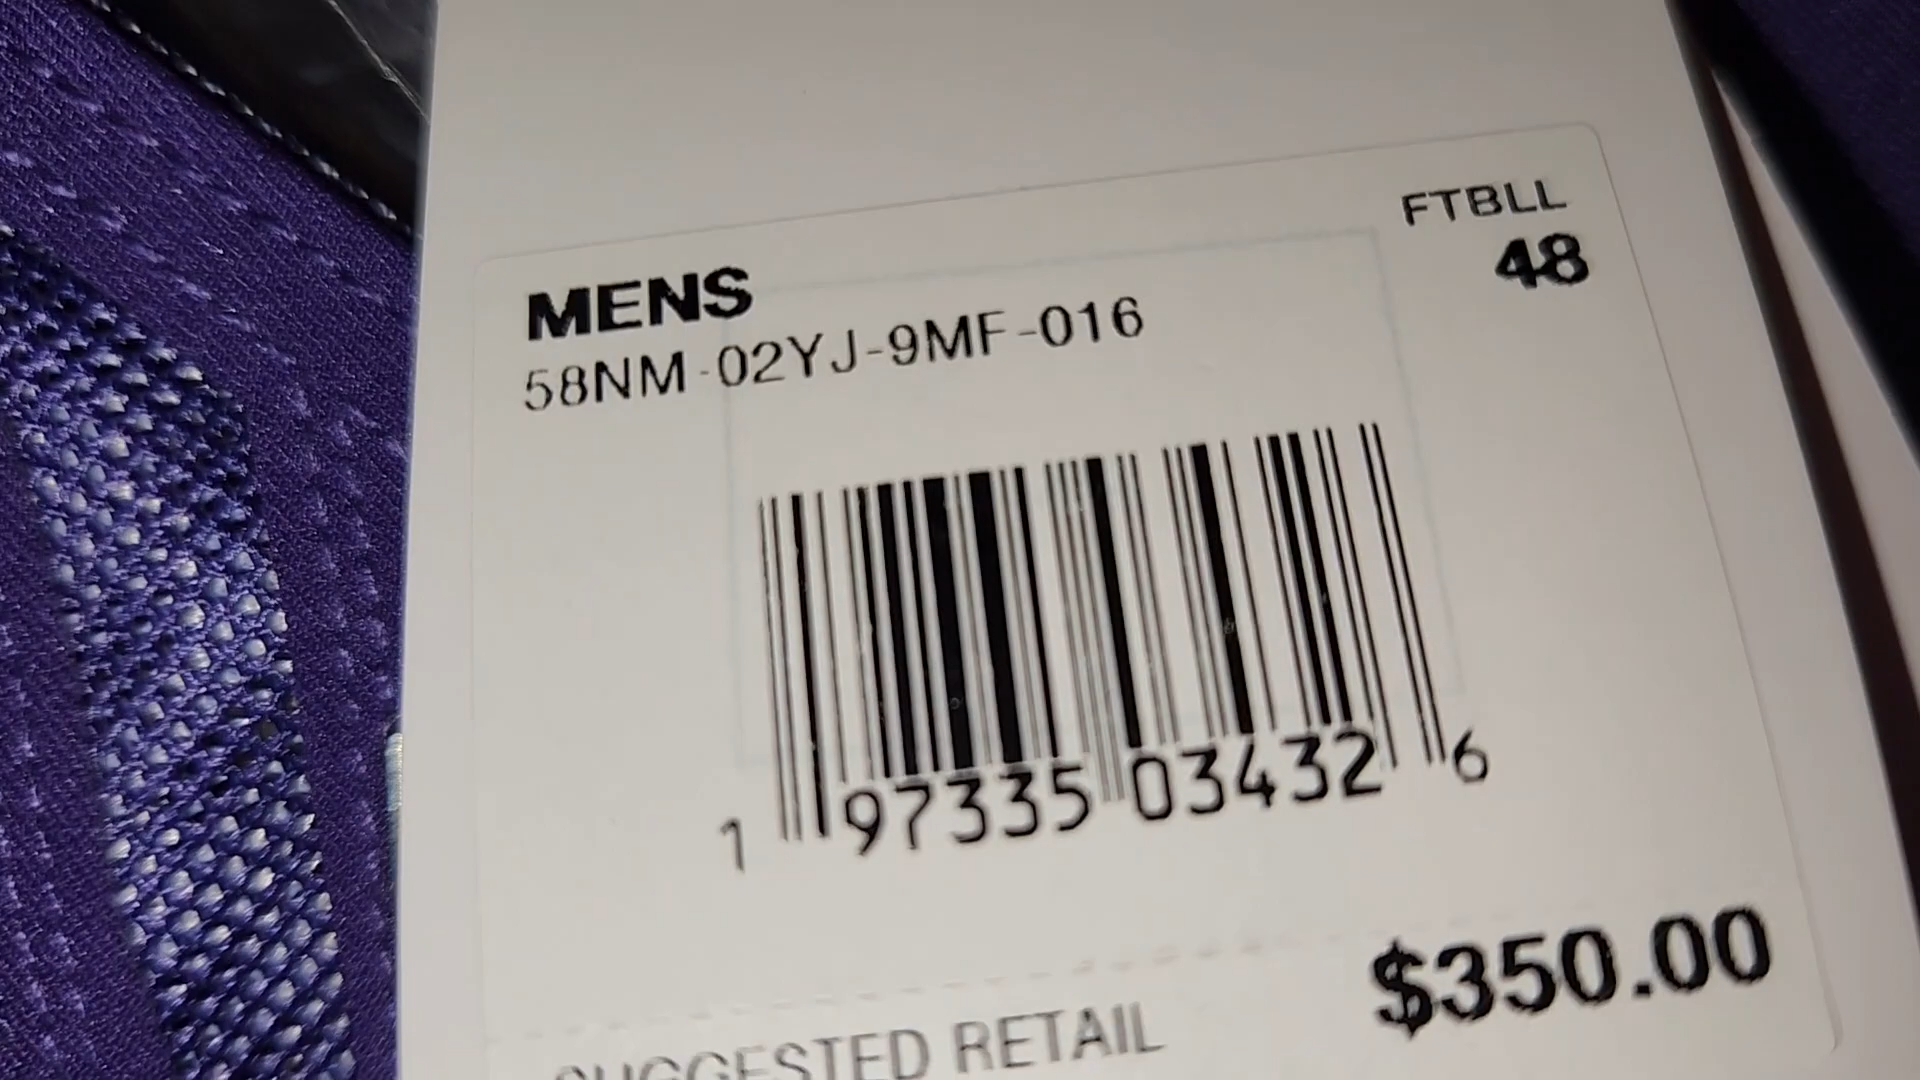 FTBLL
48
MENS
58NM-02YJ-9MF-016
1 97335 03432 6
$350.00
SUGGESTED RETAIL